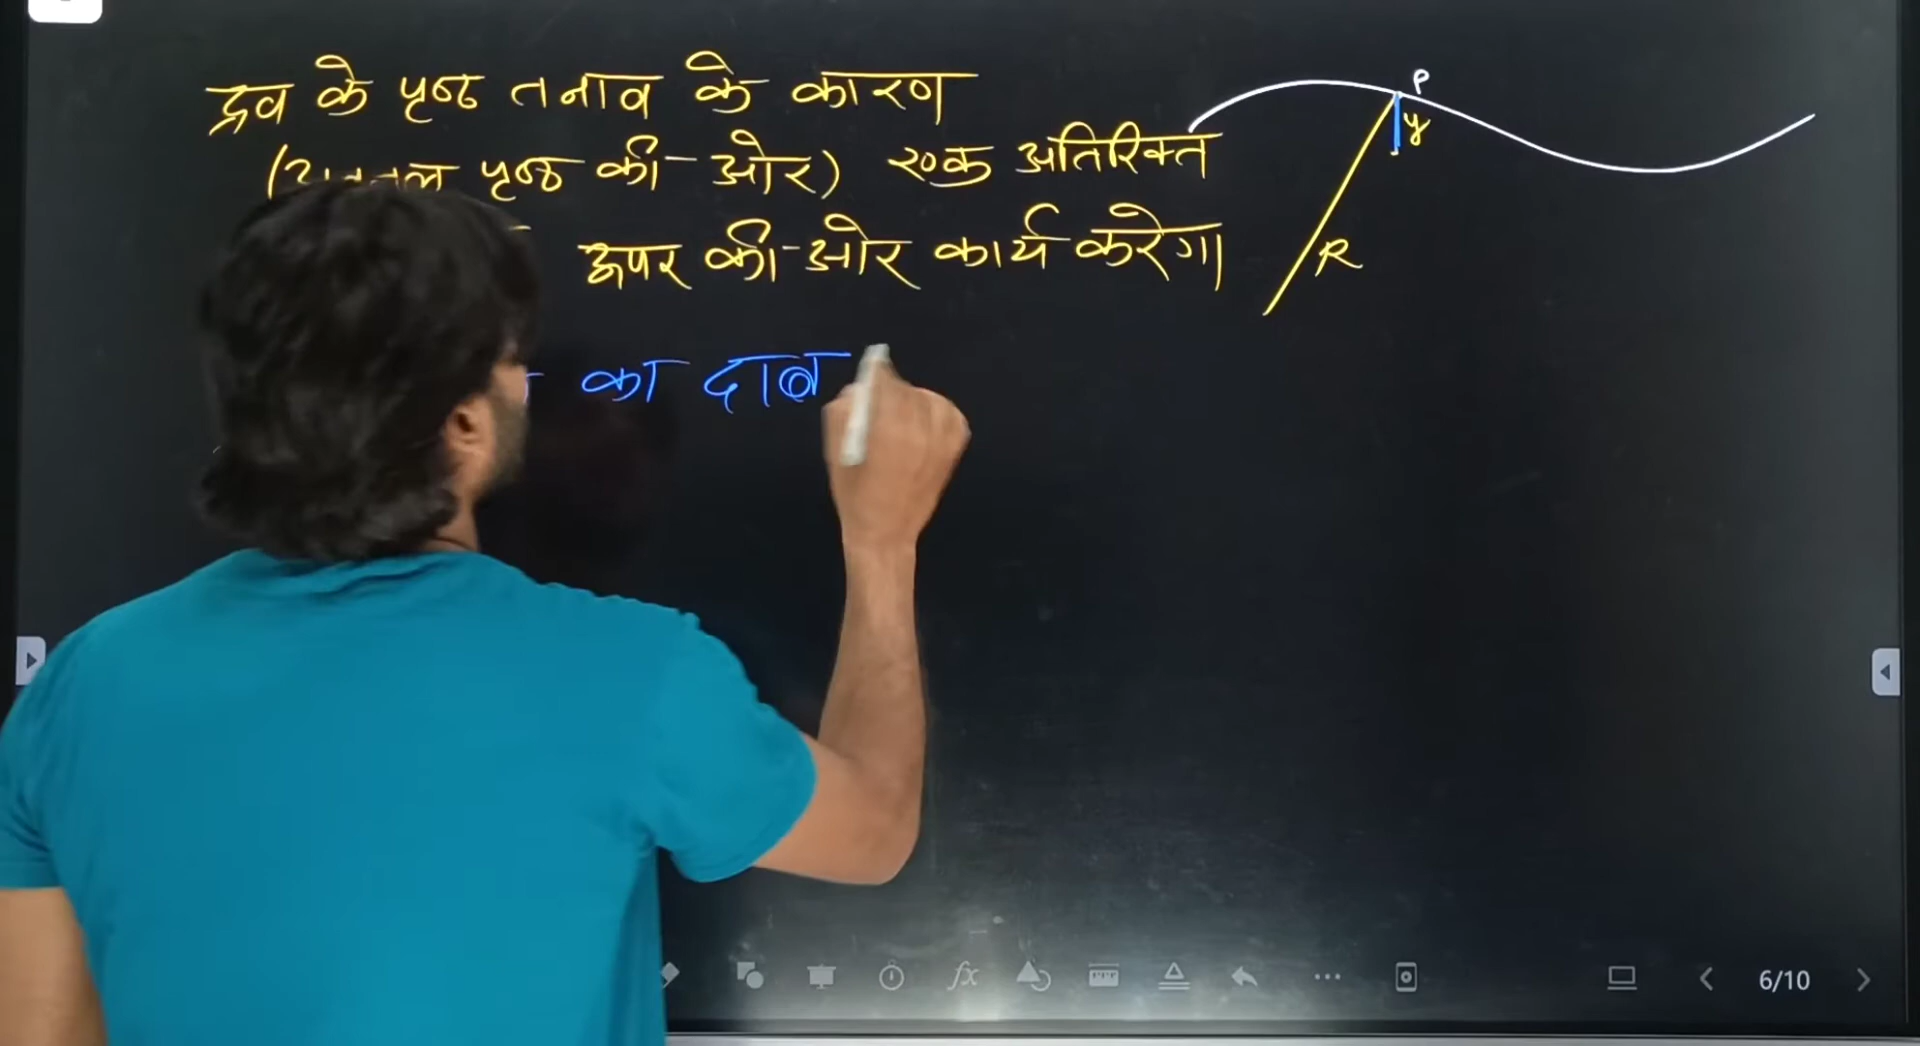 द्रव के पृष्ठ तनाव के कारण
पृष्ठ की ओर) एक अतिरिक्त
ऊपर की ओर कार्य करेगा
का दाब
P
y
R
6/10